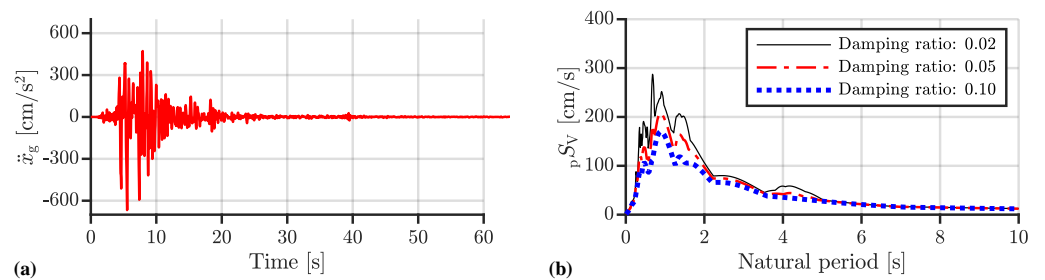 600
300
0
-300
-600
ẍg [cm/s²]
0 10 20 30 40 50 60
Time [s]
(a)
400
300
200
100
0
pSV [cm/s]
Damping ratio: 0.02
Damping ratio: 0.05
Damping ratio: 0.10
0 2 4 6 8 10
Natural period [s]
(b)